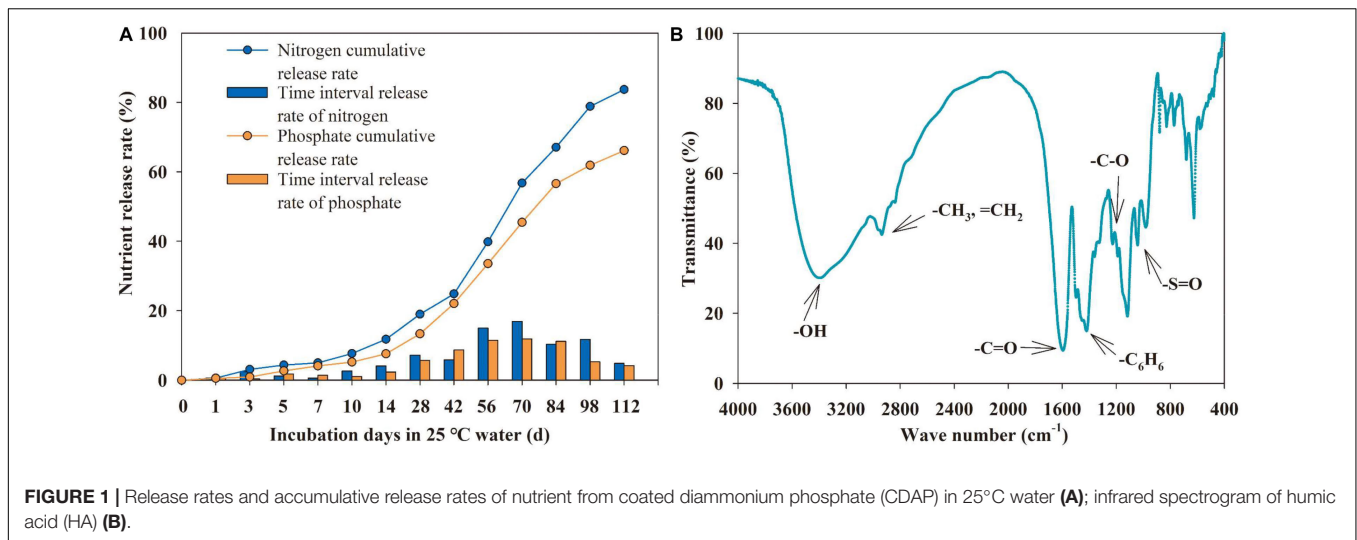 A
100
80
60
40
20
0
Nutrient release rate (%)
Nitrogen cumulative
release rate
Time interval release
rate of nitrogen
Phosphate cumulative
release rate
Time interval release
rate of phosphate
0 1 3 5 7 10 14 28 42 56 70 84 98 112
Incubation days in 25 °C water (d)
B
100
80
60
40
20
0
Transmittance (%)
-OH
-CH₃, =CH₂
-C=O
-C-O
-C₆H₆
-S=O
4000 3600 3200 2800 2400 2000 1600 1200 800 400
Wave number (cm⁻¹)
FIGURE 1 | Release rates and accumulative release rates of nutrient from coated diammonium phosphate (CDAP) in 25°C water (A); infrared spectrogram of humic
acid (HA) (B).